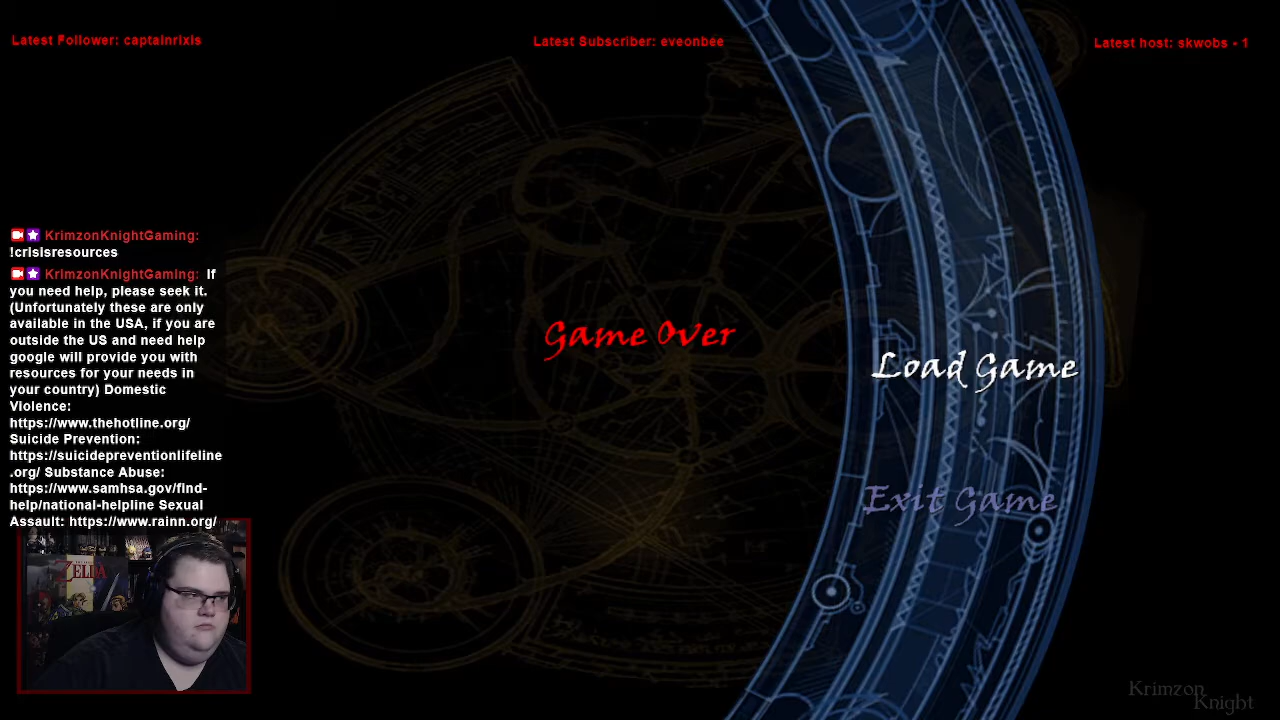 Latest Follower: captainrixis
Latest Subscriber: eveonbee
Latest host: skwobs - 1
KrimzonKnightGaming:
!crisisresources
KrimzonKnightGaming: If
you need help, please seek it.
(Unfortunately these are only
available in the USA, if you are
outside the US and need help
google will provide you with
resources for your needs in
your country) Domestic
Violence:
https://www.thehotline.org/
Suicide Prevention:
https://suicidepreventionlifeline
.org/ Substance Abuse:
https://www.samhsa.gov/find-
help/national-helpline Sexual
Assault: https://www.rainn.org/
Game Over
Load Game
Exit Game
ZELDA
Krimzon
Knight